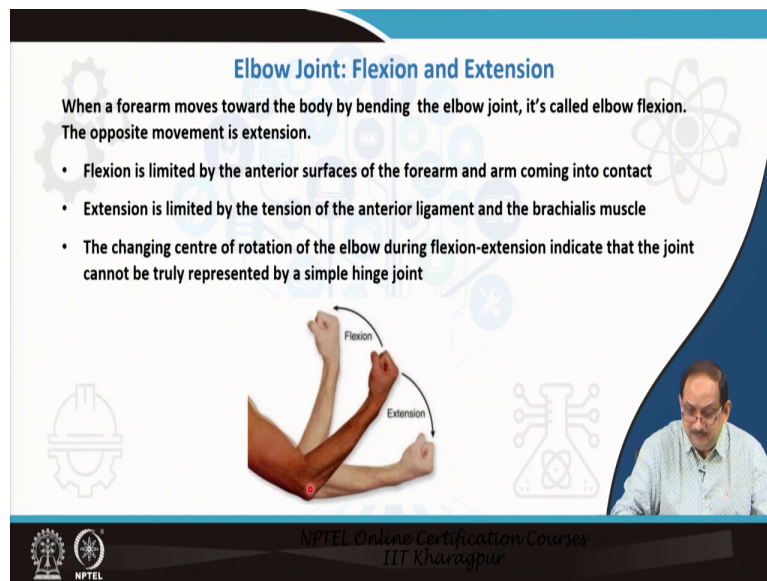 Elbow Joint: Flexion and Extension
When a forearm moves toward the body by bending the elbow joint, it's called elbow flexion.
The opposite movement is extension.
• Flexion is limited by the anterior surfaces of the forearm and arm coming into contact
• Extension is limited by the tension of the anterior ligament and the brachialis muscle
• The changing centre of rotation of the elbow during flexion-extension indicate that the joint
cannot be truly represented by a simple hinge joint
Flexion
Extension
NPTEL Online Certification Courses
IIT Kharagpur
NPTEL